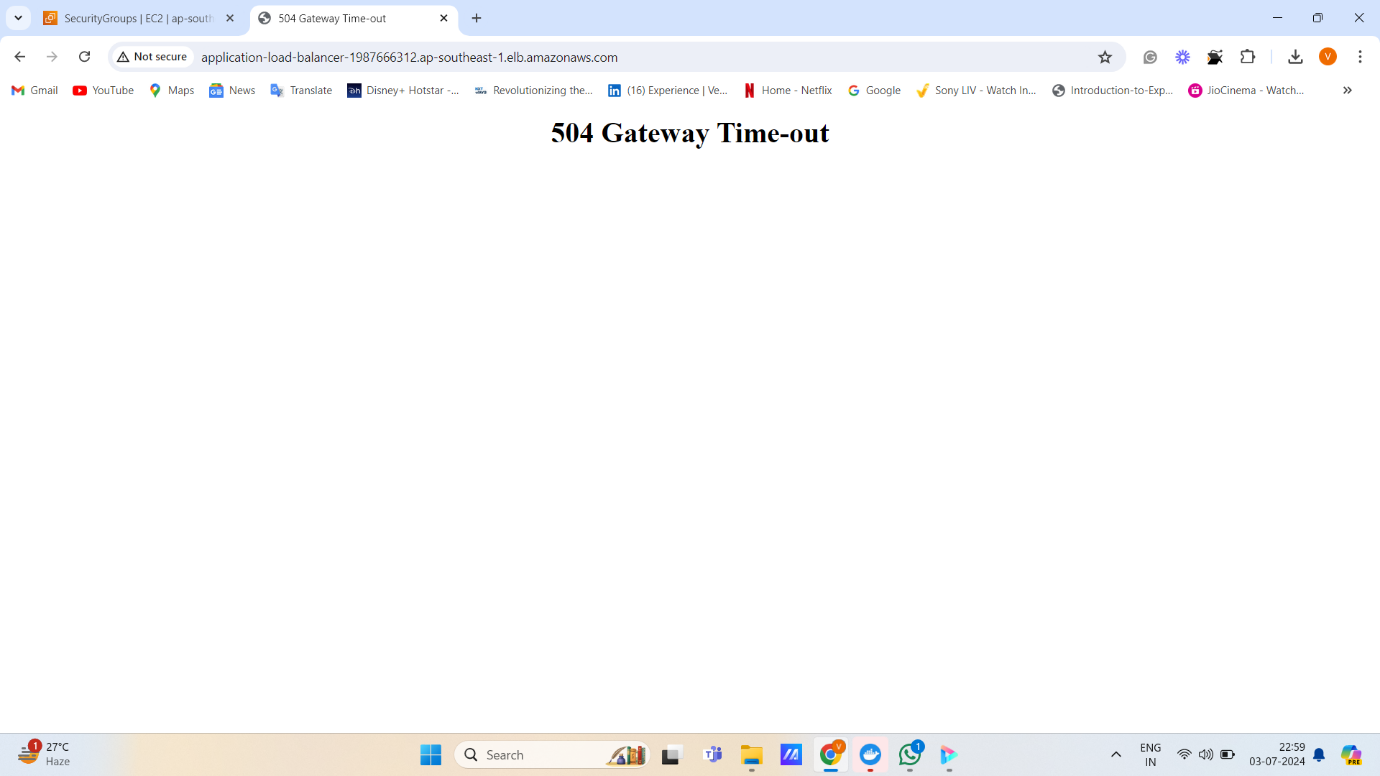 SecurityGroups | EC2 | ap-south
504 Gateway Time-out
Not secure
application-load-balancer-1987666312.ap-southeast-1.elb.amazonaws.com
V
Gmail
YouTube
Maps
News
Translate
Disney+ Hotstar -...
Revolutionizing the...
(16) Experience | Ve...
Home - Netflix
Google
Sony LIV - Watch In...
Introduction-to-Exp...
JioCinema - Watch...
504 Gateway Time-out
1
27°C
Haze
Search
V
1
ENG
IN
22:59
03-07-2024
PRE